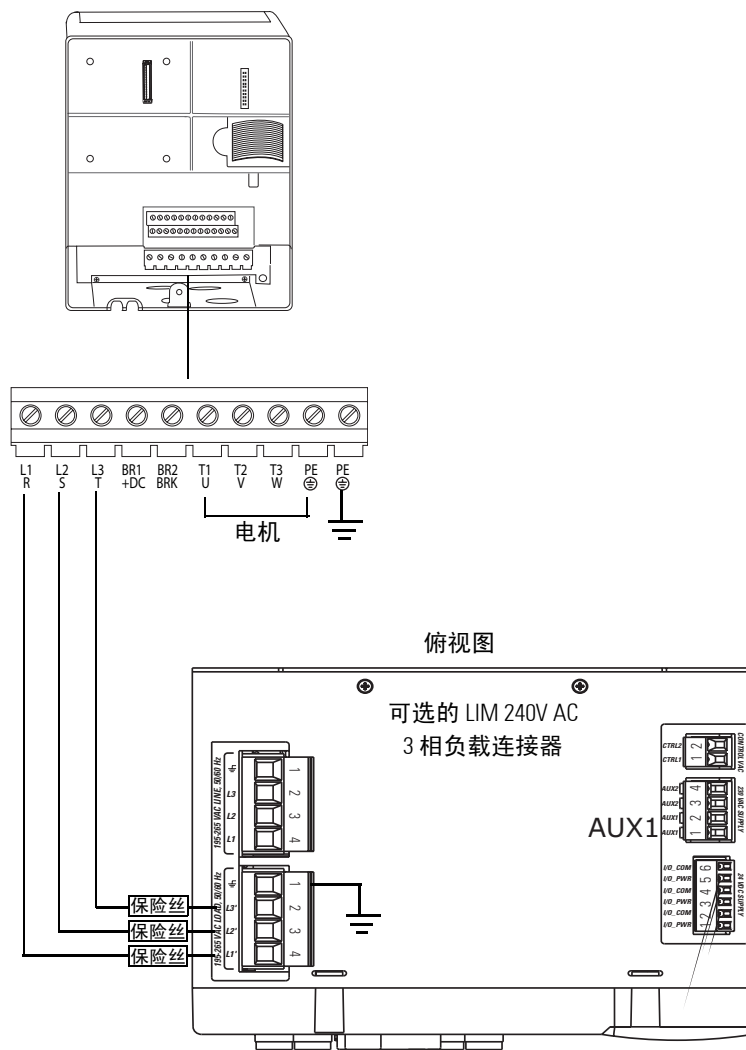 L1 L2 L3 BR1 BR2 T1 T2 T3 PE PE
R S T +DC BRK U V W
电机
俯视图
可选的 LIM 240V AC
3 相负载连接器
195-265 VAC LINE, 50/60 Hz
L3
L2
L1
1
2
3
4
195-265 VAC LOAD, 50/60 Hz
L3'
L2'
L1'
1
2
3
4
保险丝
保险丝
保险丝
CONTROL VAC
CTRL2
CTRL1
1 2
230 VAC SUPPLY
AUX2
AUX2
AUX1
AUX1
1 2 3 4
AUX1
24 VDC SUPPLY
I/O_COM
I/O_PWR
I/O_COM
I/O_PWR
I/O_COM
I/O_PWR
1 2 3 4 5 6